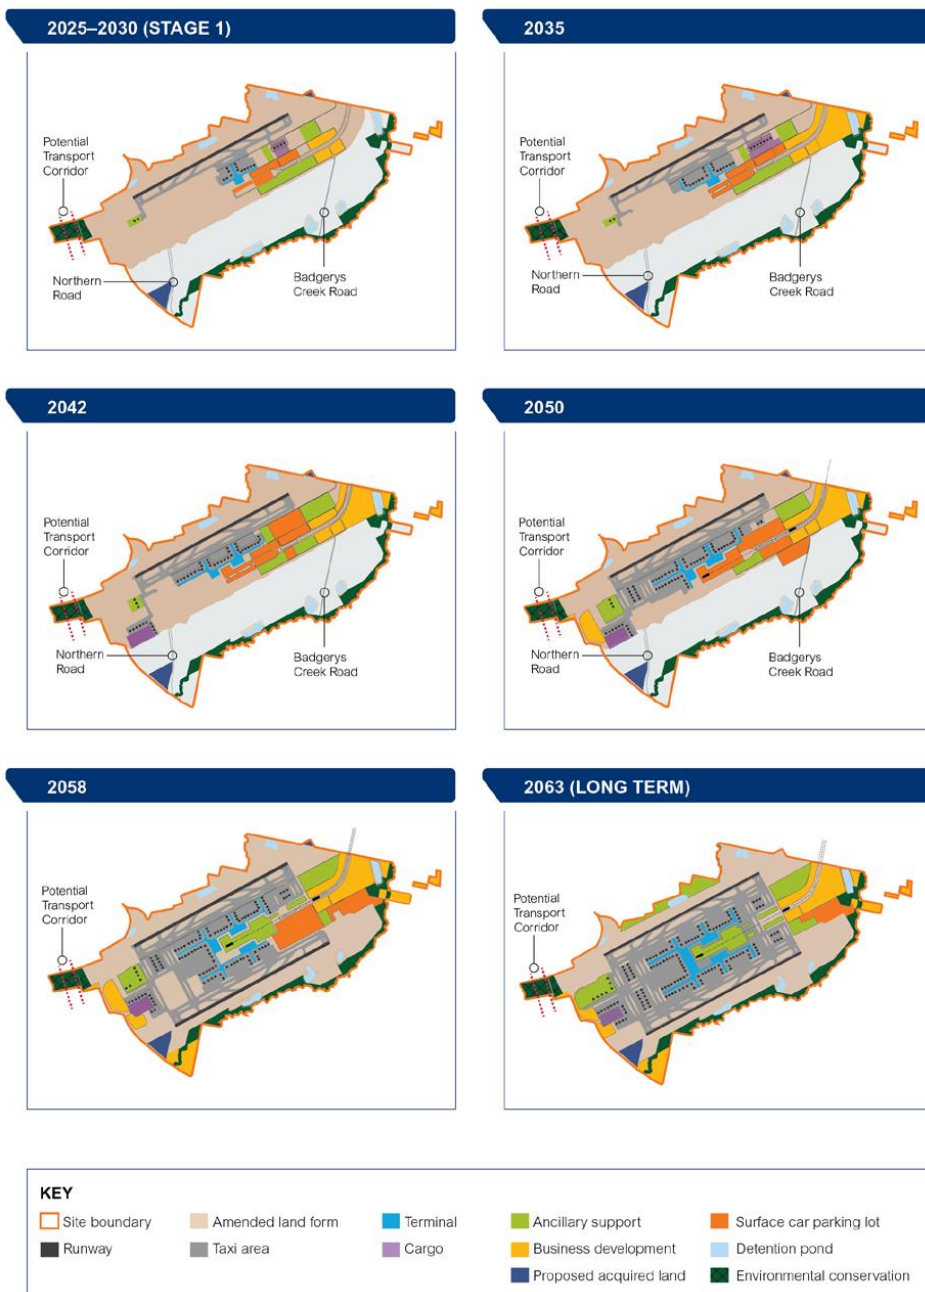 2025–2030 (STAGE 1)
Potential
Transport
Corridor
Northern
Road
Badgerys
Creek Road
2035
Potential
Transport
Corridor
Northern
Road
Badgerys
Creek Road
2042
Potential
Transport
Corridor
Northern
Road
Badgerys
Creek Road
2050
Potential
Transport
Corridor
Northern
Road
Badgerys
Creek Road
2058
Potential
Transport
Corridor
2063 (LONG TERM)
Potential
Transport
Corridor
KEY
Site boundary
Amended land form
Terminal
Ancillary support
Surface car parking lot
Runway
Taxi area
Cargo
Business development
Detention pond
Proposed acquired land
Environmental conservation